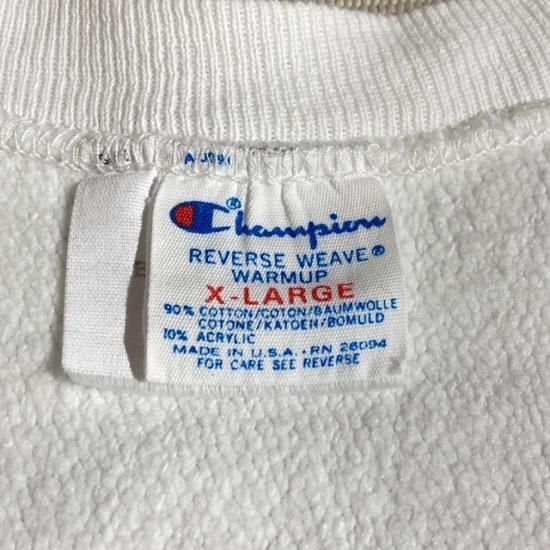 Champion®
REVERSE WEAVE®
WARMUP
X-LARGE
90% COTTON/COTON/BAUMWOLLE
COTONE/KATOEN/BOMULD
10% ACRYLIC
MADE IN U.S.A. • RN 26094
FOR CARE SEE REVERSE